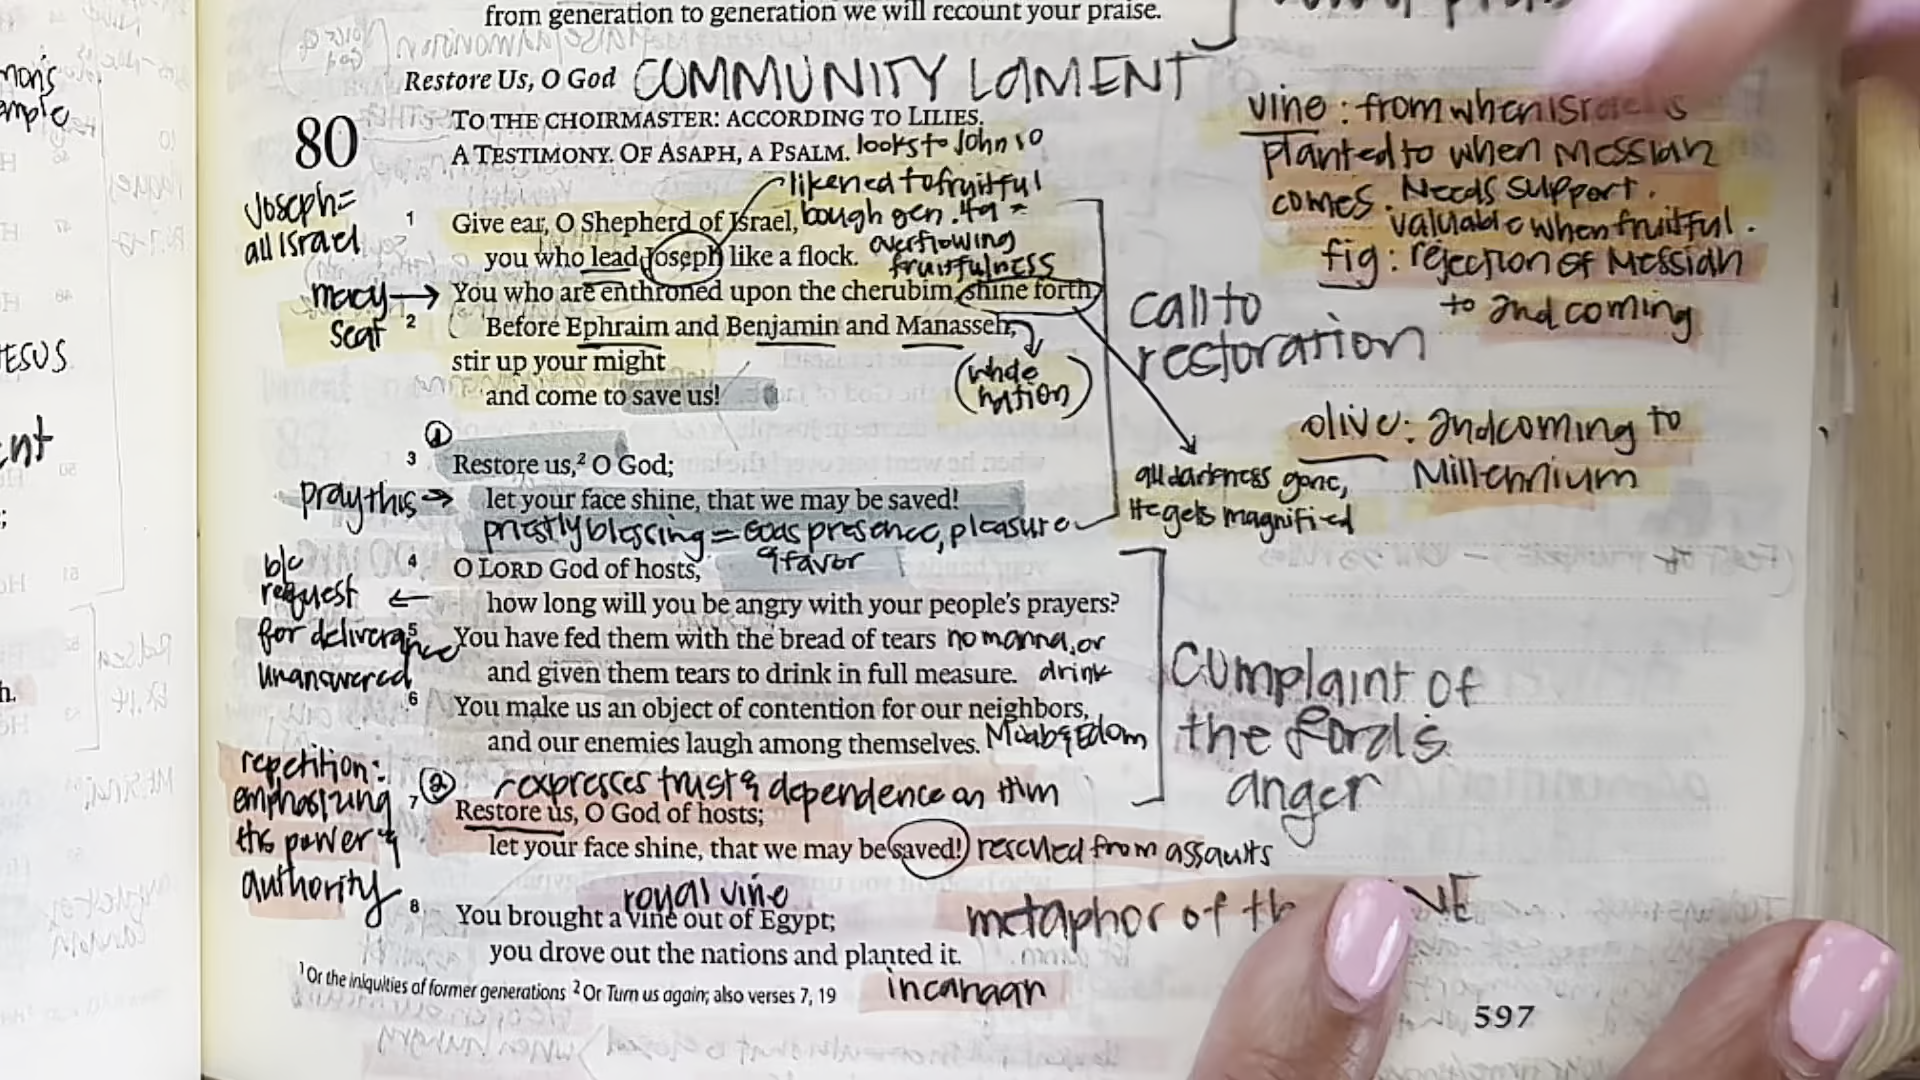 from generation to generation we will recount your praise.
Restore Us, O God COMMUNITY LAMENT
80
TO THE CHOIRMASTER: ACCORDING TO LILIES.
A TESTIMONY. OF ASAPH, A PSALM. looks to John 10
likened to fruitful
Joseph=
all Israel
1 Give ear, O Shepherd of Israel, bough gen. 49 =
you who lead Joseph like a flock. overflowing
fruitfulness
mercy
seat
You who are enthroned upon the cherubim, shine forth.
2 Before Ephraim and Benjamin and Manasseh,
stir up your might
(whole
nation)
and come to save us!
call to
restoration
1
3 Restore us,² O God;
pray this → let your face shine, that we may be saved!
priestly blessing = Gods presence, pleasure
& favor
all darkness gone,
He gets magnified
4 O LORD God of hosts,
how long will you be angry with your people's prayers?
b/c
request
for deliverance
unanswered
5 You have fed them with the bread of tears no manna, or
and given them tears to drink in full measure. drink
6 You make us an object of contention for our neighbors,
and our enemies laugh among themselves. Moab & Edom
complaint of
the Lord's
anger
repetition:
emphasizing
His power &
authority
2 expresses trust & dependence on Him
7 Restore us, O God of hosts;
let your face shine, that we may be saved! rescued from assaults
royal vine
8 You brought a vine out of Egypt;
metaphor of th NE
you drove out the nations and planted it.
in canaan
¹ Or the iniquities of former generations ² Or Turn us again; also verses 7, 19
597
vine: from when Israel is
planted to when Messiah
comes. Needs support.
valuable when fruitful.
fig: rejection of Messiah
to 2nd coming
olive: 2nd coming to
Millennium
mon's
JESUS.